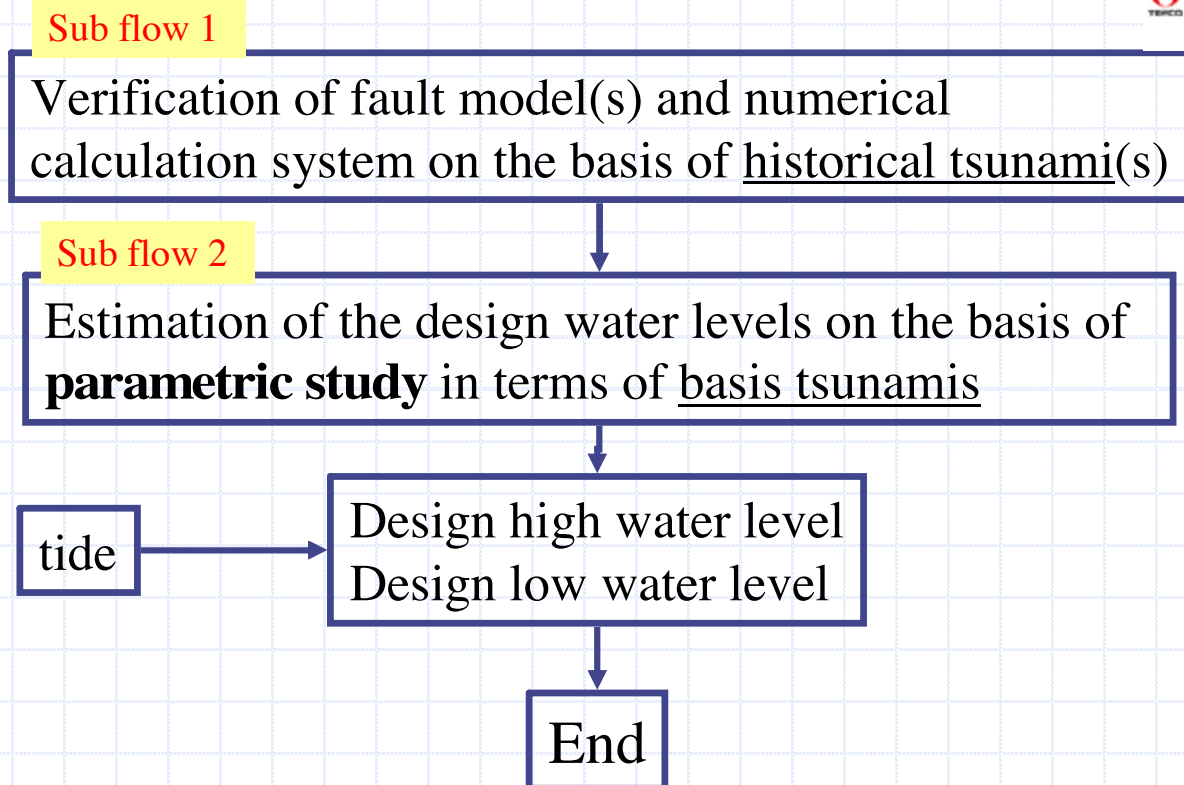 TEPCO
Sub flow 1
Verification of fault model(s) and numerical
calculation system on the basis of historical tsunami(s)
Sub flow 2
Estimation of the design water levels on the basis of
parametric study in terms of basis tsunamis
tide
Design high water level
Design low water level
End